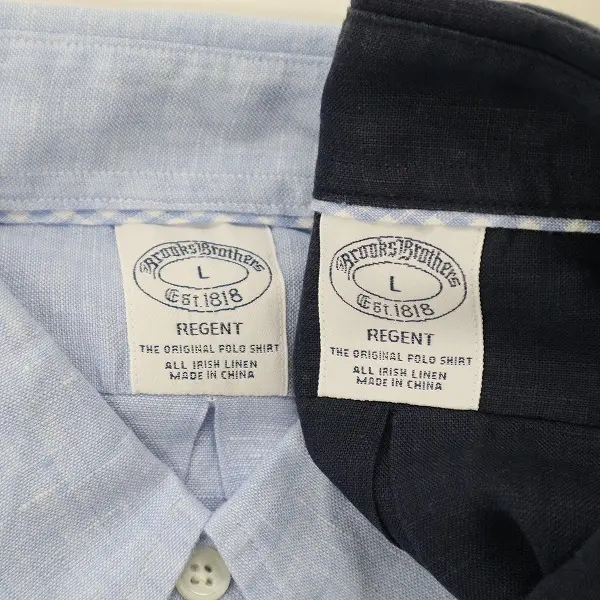 Brooks Brothers
L
Est. 1818
REGENT
THE ORIGINAL POLO SHIRT
ALL IRISH LINEN
MADE IN CHINA
Brooks Brothers
L
Est. 1818
REGENT
THE ORIGINAL POLO SHIRT
ALL IRISH LINEN
MADE IN CHINA